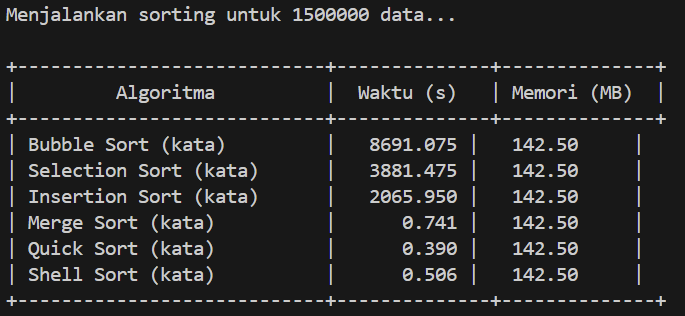 Menjalankan sorting untuk 1500000 data...
+----------------------------+--------------+--------------+
|         Algoritma          |  Waktu (s)   | Memori (MB)  |
+----------------------------+--------------+--------------+
| Bubble Sort (kata)         |   8691.075 |   142.50     |
| Selection Sort (kata)      |   3881.475 |   142.50     |
| Insertion Sort (kata)      |   2065.950 |   142.50     |
| Merge Sort (kata)          |      0.741 |   142.50     |
| Quick Sort (kata)          |      0.390 |   142.50     |
| Shell Sort (kata)          |      0.506 |   142.50     |
+----------------------------+--------------+--------------+